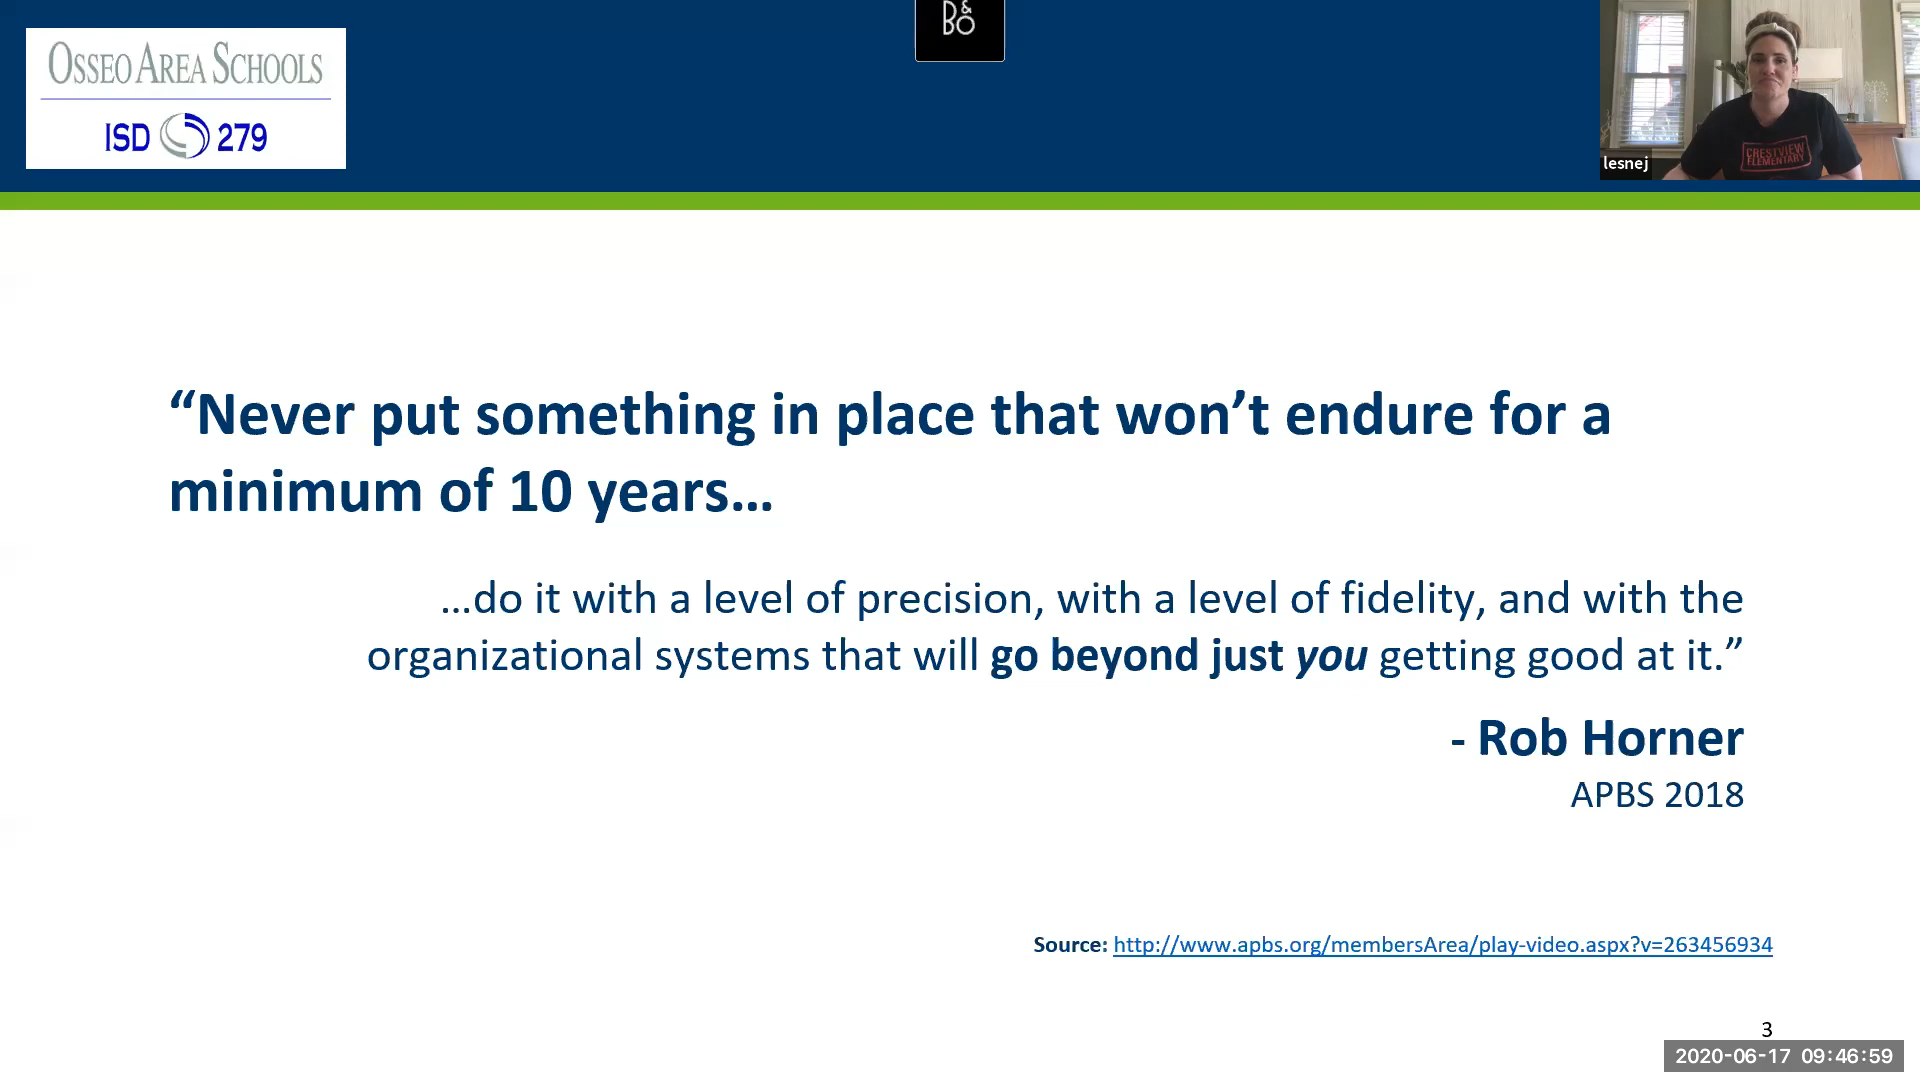 B&O
OSSEO AREA SCHOOLS
ISD 279
lesnej
CRESTVIEW
ELEMENTARY
“Never put something in place that won’t endure for a
minimum of 10 years…
…do it with a level of precision, with a level of fidelity, and with the
organizational systems that will go beyond just you getting good at it.”
- Rob Horner
APBS 2018
Source: http://www.apbs.org/membersArea/play-video.aspx?v=263456934
3
2020-06-17 09:46:59